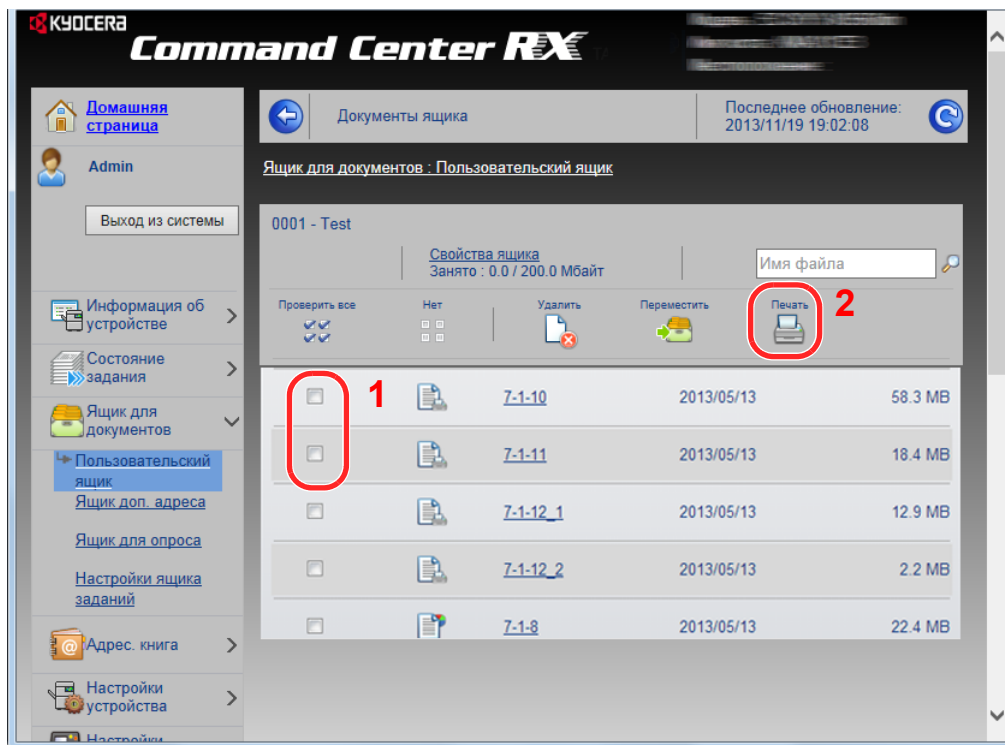 KYOCERA
Command Center RX
Домашняя
страница
Admin
Выход из системы
Информация об
устройстве
Состояние
задания
Ящик для
документов
Пользовательский
ящик
Ящик доп. адреса
Ящик для опроса
Настройки ящика
заданий
Адрес. книга
Настройки
устройства
Настройки
Документы ящика
Последнее обновление:
2013/11/19 19:02:08
Ящик для документов : Пользовательский ящик
0001 - Test
Свойства ящика
Занято : 0.0 / 200.0 Мбайт
Имя файла
Проверить все Нет Удалить Переместить Печать 2
1
7-1-10 2013/05/13 58.3 MB
7-1-11 2013/05/13 18.4 MB
7-1-12_1 2013/05/13 12.9 MB
7-1-12_2 2013/05/13 2.2 MB
7-1-8 2013/05/13 22.4 MB